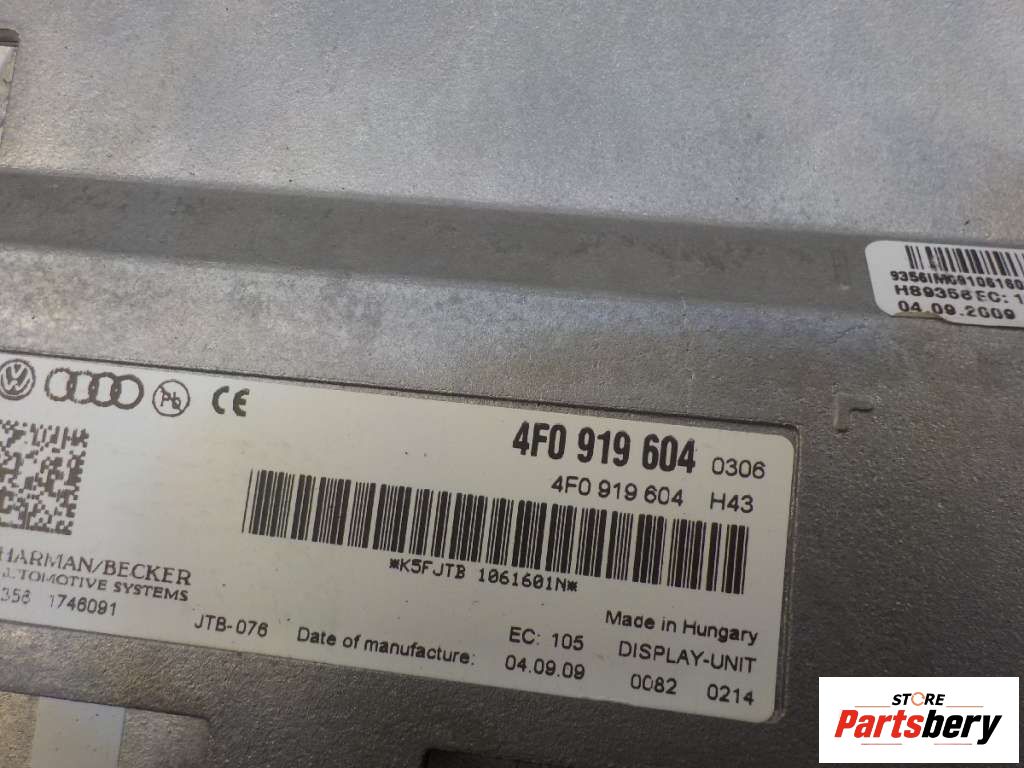 9356IMG9106160
H89356 EC: 1
04.09.2009
Pb CE
4F0 919 604 0306
4F0 919 604 H43
*K5FJTB 1061601N*
HARMAN/BECKER
AUTOMOTIVE SYSTEMS
1746091
Made in Hungary
JTB-076 Date of manufacture: EC: 105 DISPLAY-UNIT
04.09.09 0082 0214
STORE
Partsbery